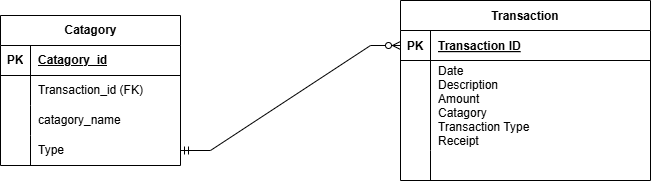 Catagory
PK Catagory_id
Transaction_id (FK)
catagory_name
Type
Transaction
PK Transaction ID
Date
Description
Amount
Catagory
Transaction Type
Receipt